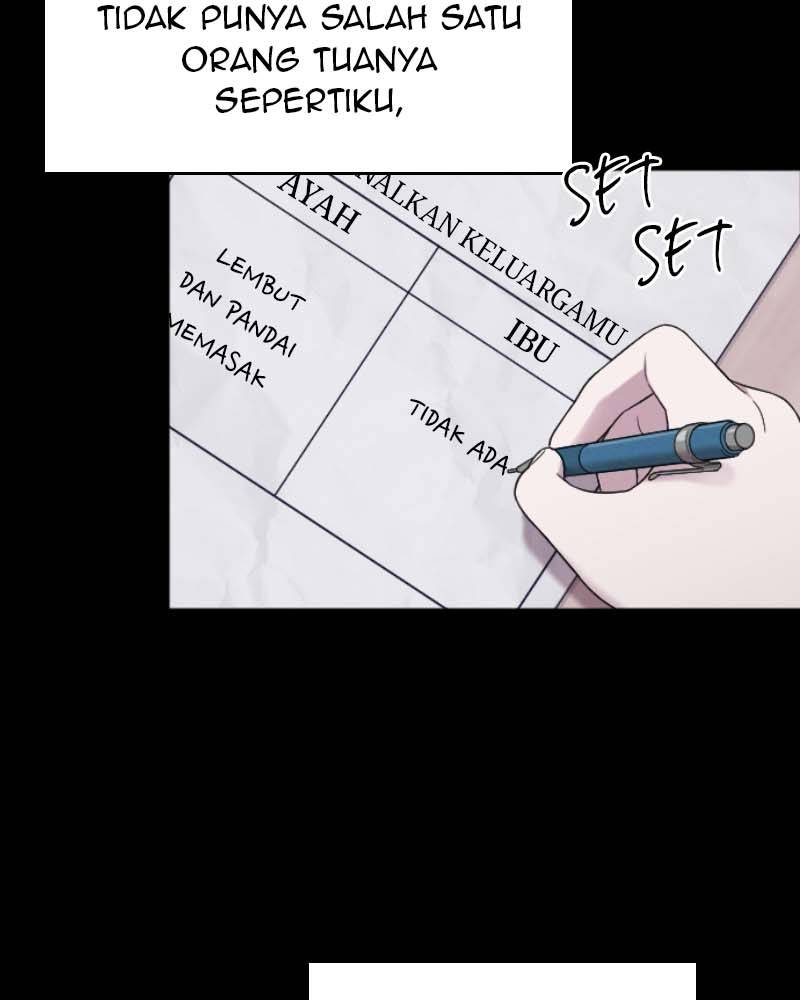 TIDAK PUNYA SALAH SATU
ORANG TUANYA
SEPERTIKU,
SET
SET
NALKAN KELUARGAMU
AYAH
IBU
LEMBUT
DAN PANDAI
MEMASAK
TIDAK ADA